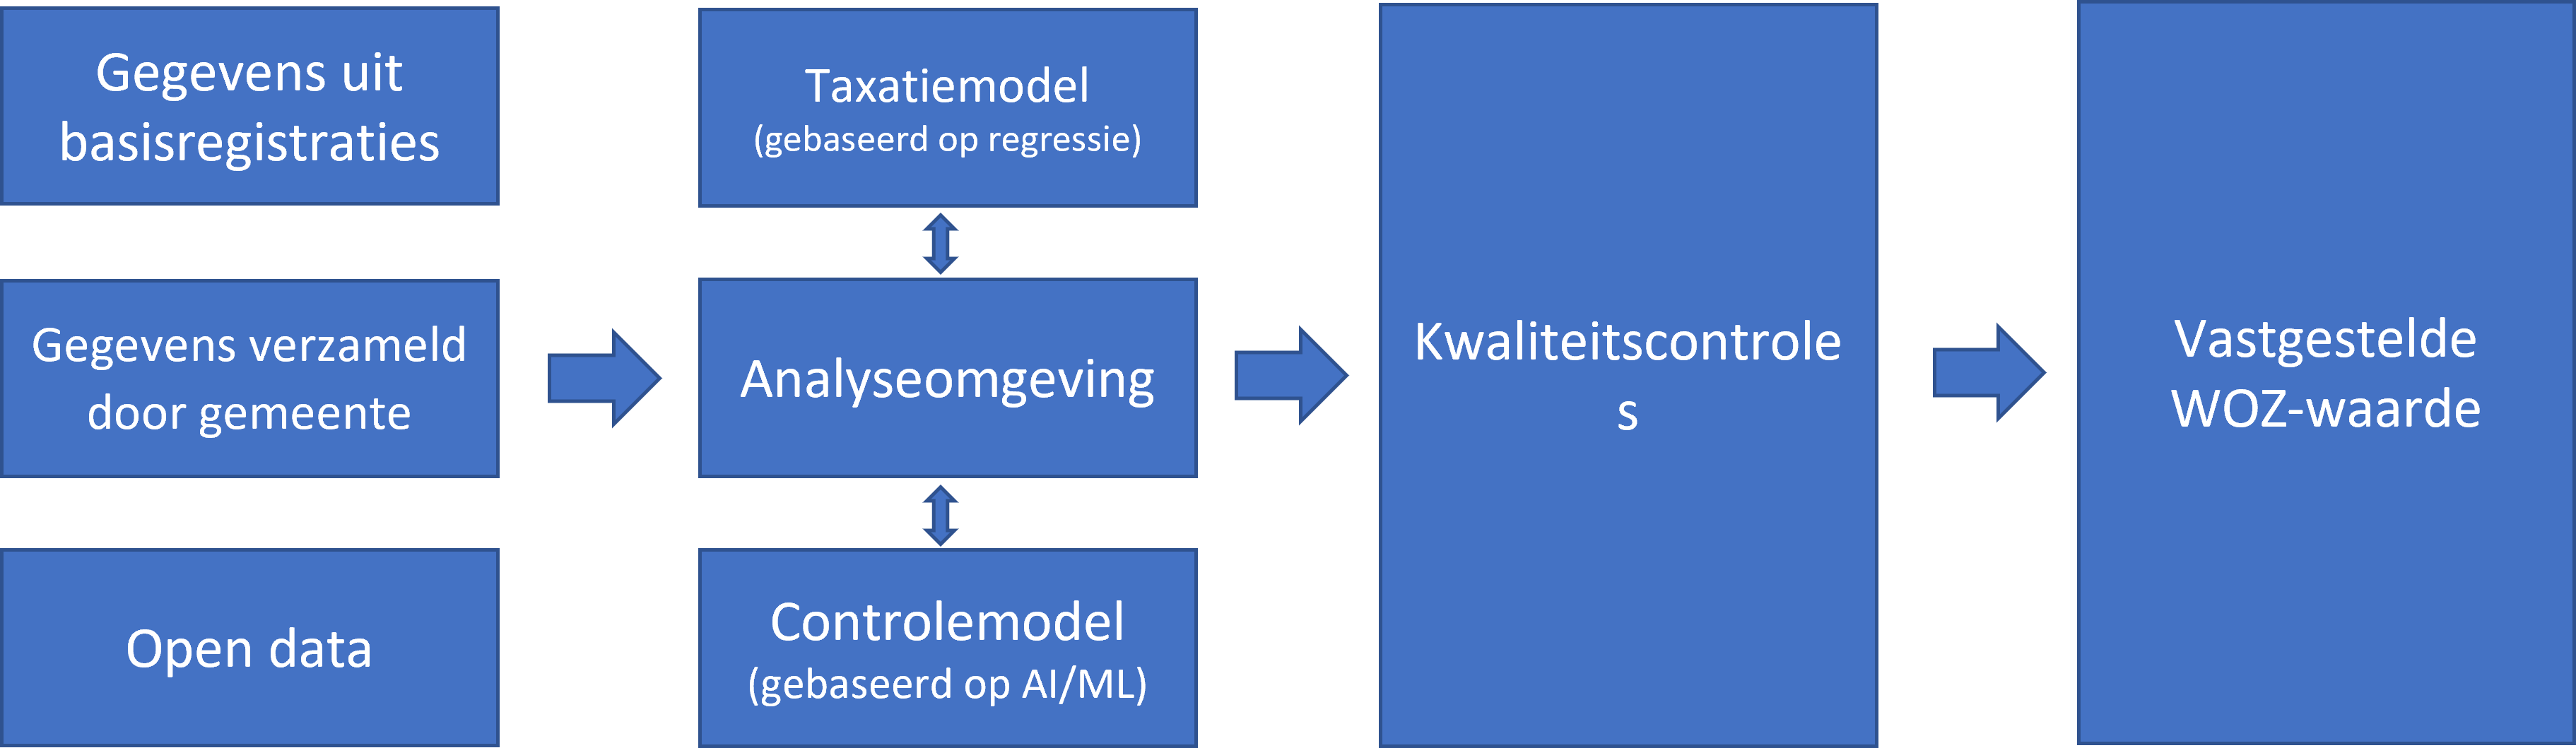 Gegevens uit
basisregistraties
Gegevens verzameld
door gemeente
Open data
Taxatiemodel
(gebaseerd op regressie)
Analyseomgeving
Controlemodel
(gebaseerd op AI/ML)
Kwaliteitscontrole
s
Vastgestelde
WOZ-waarde